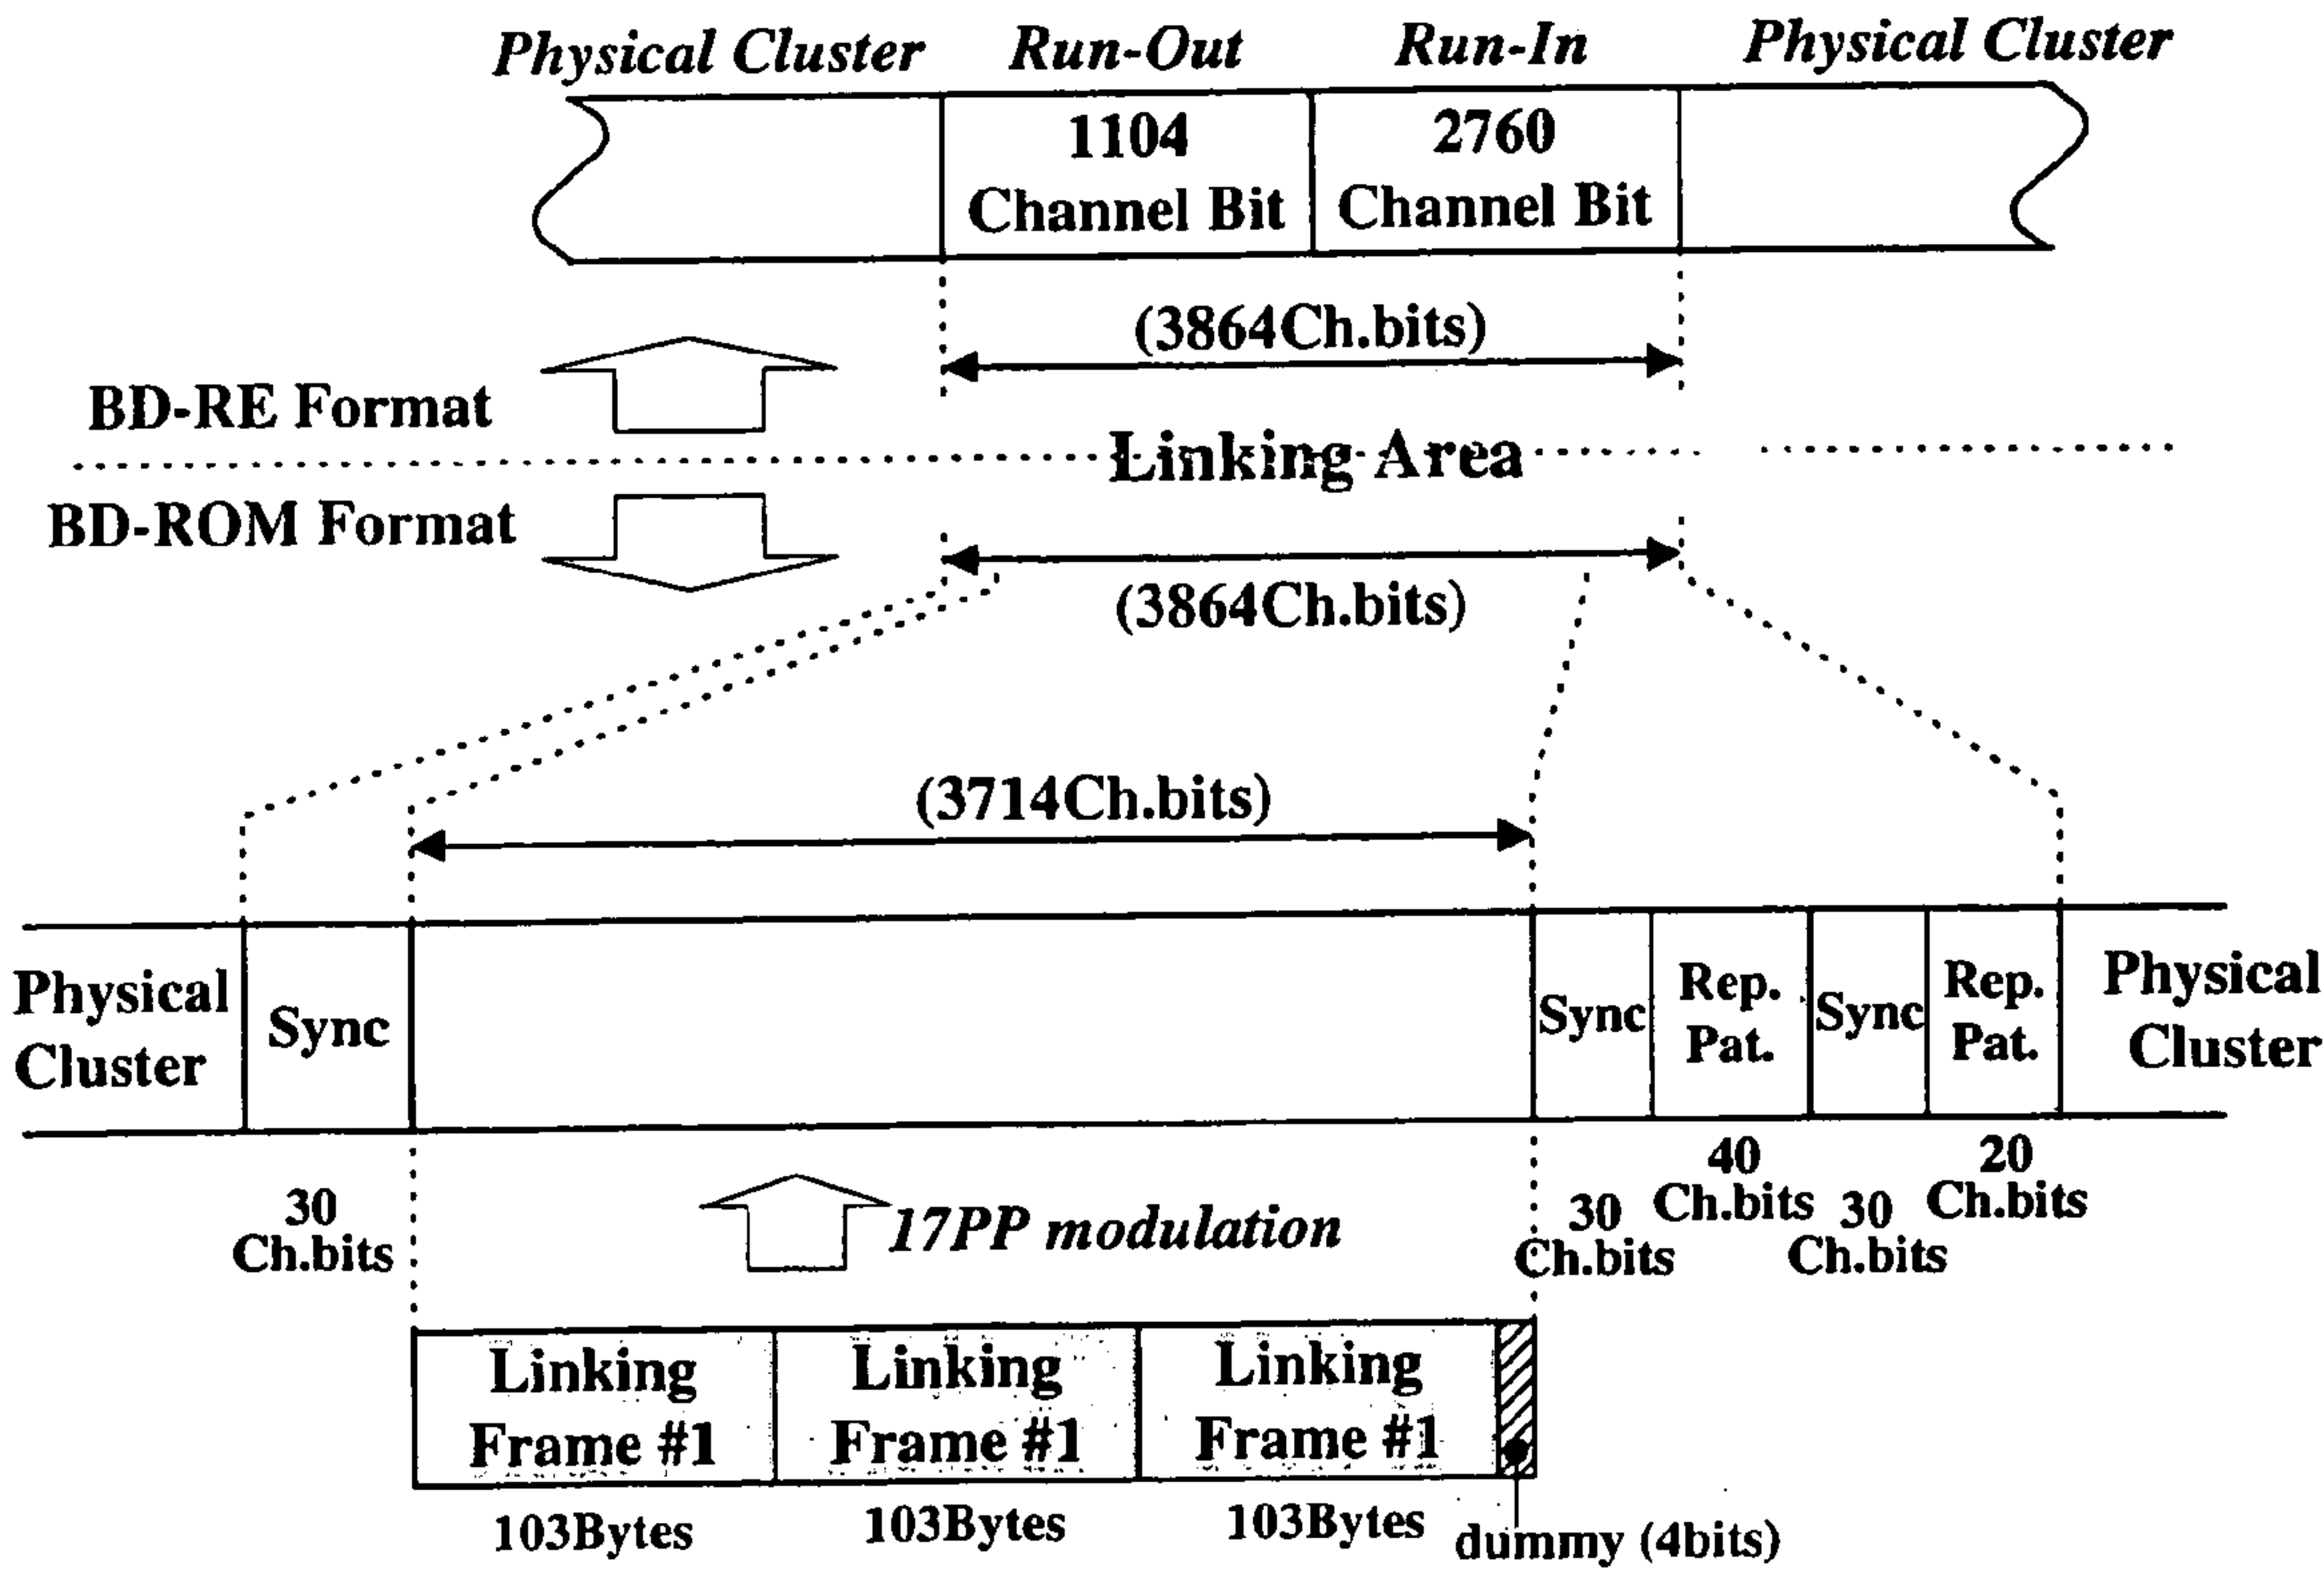 Physical Cluster Run-Out Run-In Physical Cluster
1104 2760
Channel Bit Channel Bit
(3864Ch.bits)
BD-RE Format
Linking Area
BD-ROM Format
(3864Ch.bits)
(3714Ch.bits)
Physical Cluster
Sync
Sync
Rep. Pat.
Sync
Rep. Pat.
Physical Cluster
30 Ch.bits
30 Ch.bits
40 Ch.bits
30 Ch.bits
20 Ch.bits
17PP modulation
Linking Linking Linking
Frame #1 Frame #1 Frame #1
103Bytes 103Bytes 103Bytes dummy (4bits)